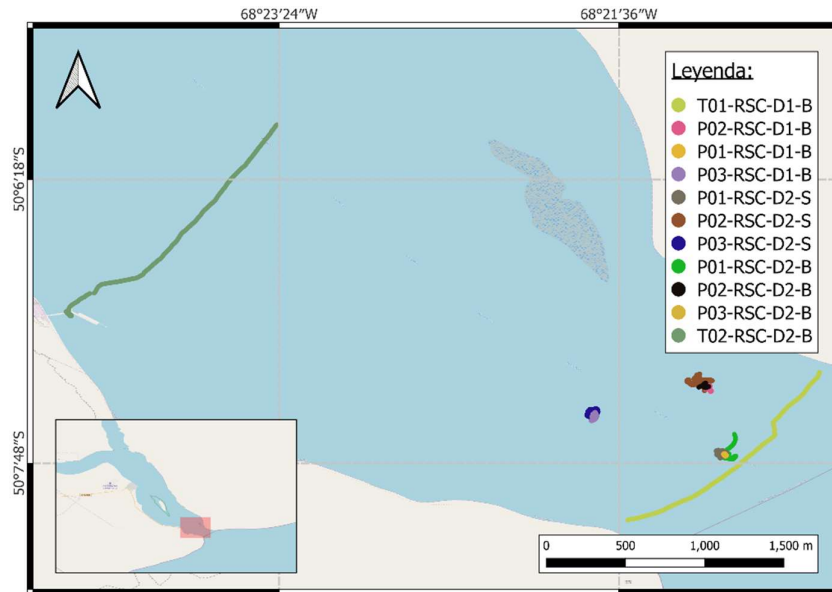 68°23′24″W
68°21′36″W
50°6′18″S
50°7′48″S
Leyenda:
T01-RSC-D1-B
P02-RSC-D1-B
P01-RSC-D1-B
P03-RSC-D1-B
P01-RSC-D2-S
P02-RSC-D2-S
P03-RSC-D2-S
P01-RSC-D2-B
P02-RSC-D2-B
P03-RSC-D2-B
T02-RSC-D2-B
0 500 1,000 1,500 m